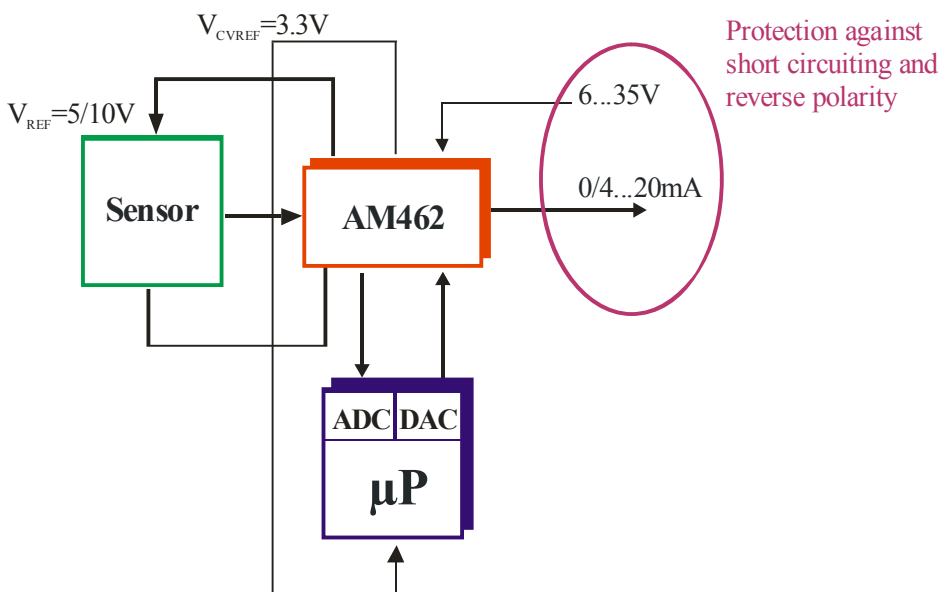 V_CVREF=3.3V
Protection against
short circuiting and
reverse polarity
V_REF=5/10V
6...35V
0/4...20mA
Sensor
AM462
ADC
DAC
µP